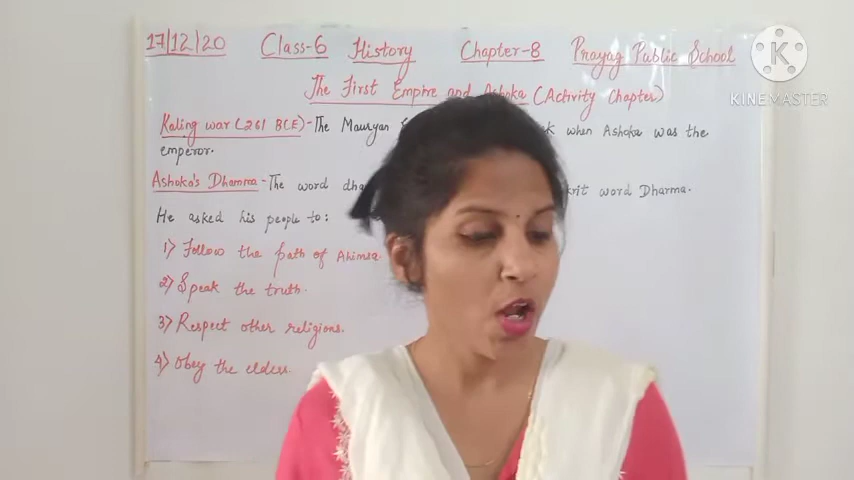 17/12/20 Class-6 History Chapter-8 Prayag Public School
The First Empire and Ashoka (Activity Chapter)
Kaling war (261 BCE)- The Mauryan when Ashoka was the
emperor.
Ashoka's Dhamma - The word word Dharma.
He asked his people to:
1) Follow the path of Ahimsa.
2) Speak the truth.
3) Respect other religions.
4) Obey the elders.
K
KINEMASTER